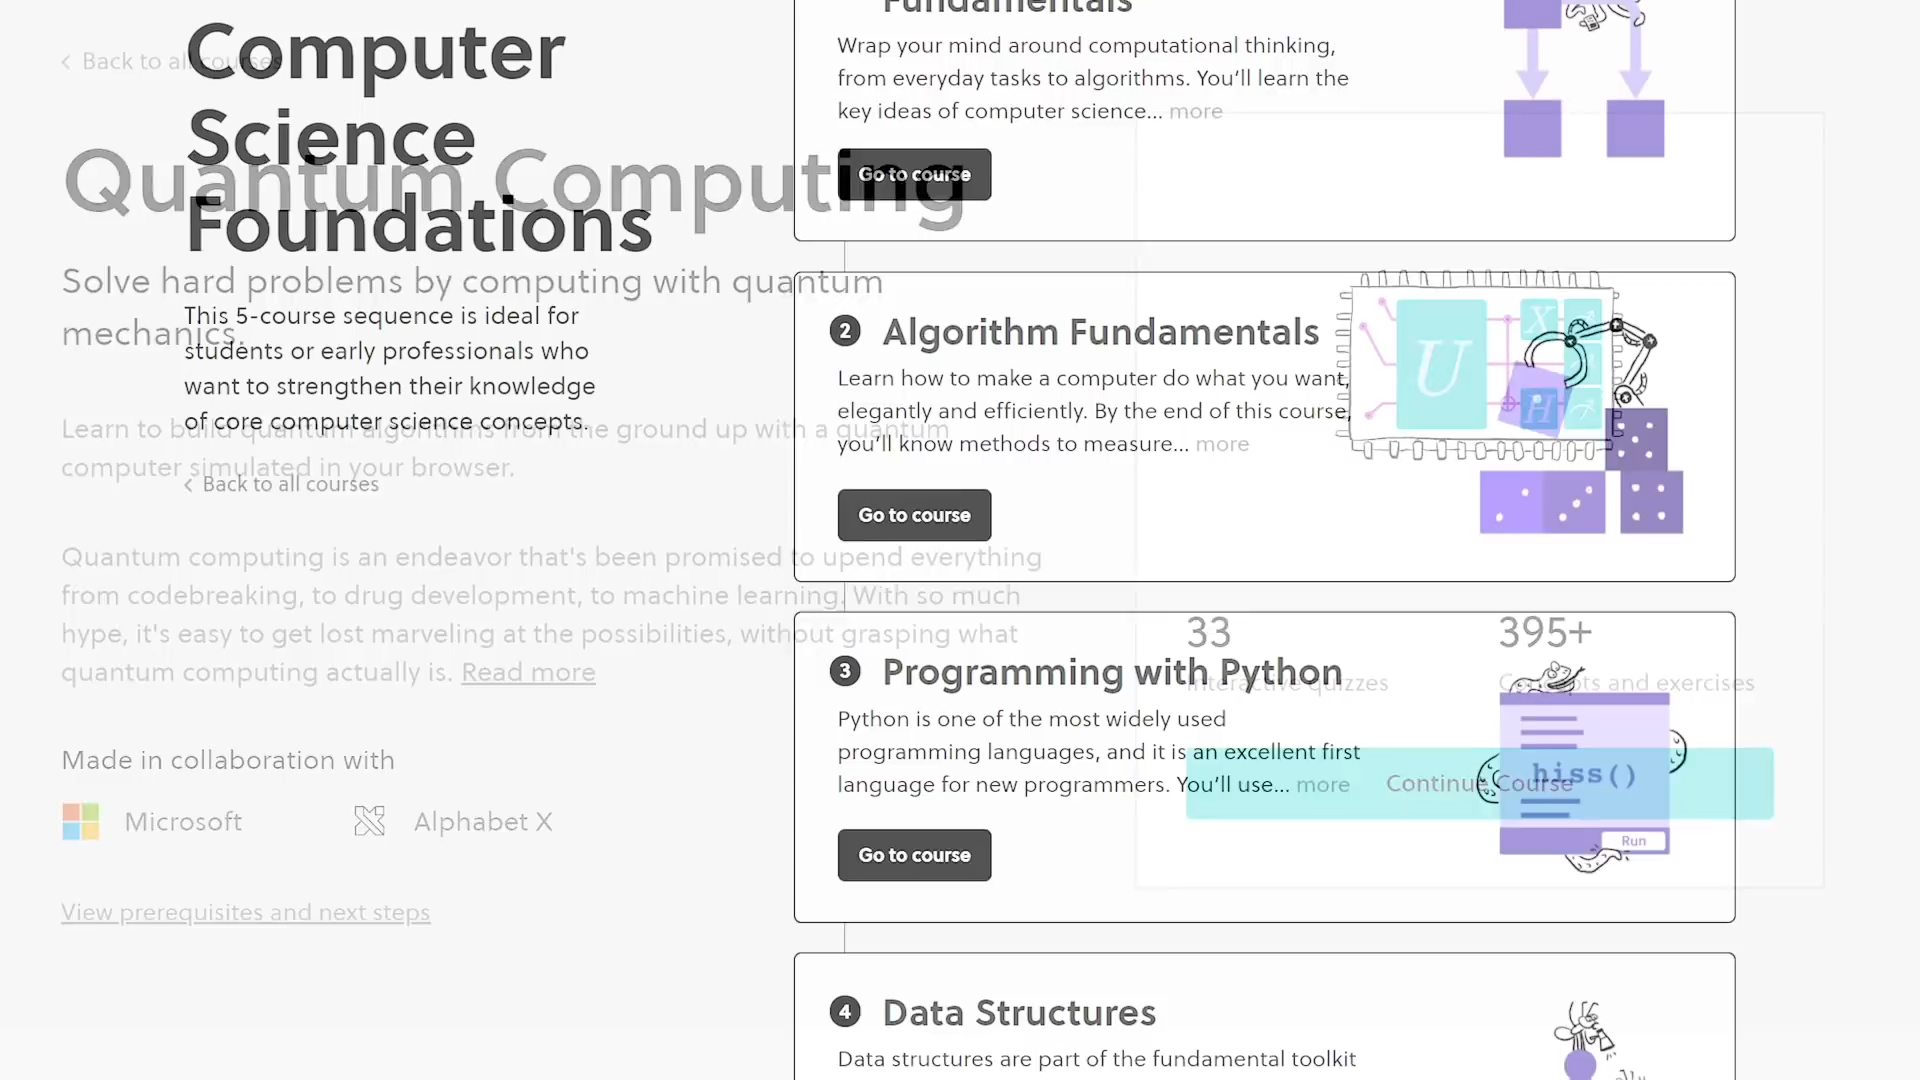 Computer
Science
Foundations
This 5-course sequence is ideal for
students or early professionals who
want to strengthen their knowledge
of core computer science concepts.
< Back to all courses
Fundamentals
Wrap your mind around computational thinking,
from everyday tasks to algorithms. You'll learn the
key ideas of computer science... more
Go to course
2 Algorithm Fundamentals
Learn how to make a computer do what you want,
elegantly and efficiently. By the end of this course,
you'll know methods to measure... more
Go to course
3 Programming with Python
Python is one of the most widely used
programming languages, and it is an excellent first
language for new programmers. You'll use... more
Go to course
hiss()
Run
4 Data Structures
Data structures are part of the fundamental toolkit
< Back to all courses
Quantum Computing
Solve hard problems by computing with quantum
mechanics.
Learn to build quantum algorithms from the ground up with a quantum
computer simulated in your browser.
Quantum computing is an endeavor that's been promised to upend everything
from codebreaking, to drug development, to machine learning. With so much
hype, it's easy to get lost marveling at the possibilities, without grasping what
quantum computing actually is. Read more
Made in collaboration with
Microsoft Alphabet X
View prerequisites and next steps
U
X
H
33
Interactive quizzes
395+
Concepts and exercises
Continue Course